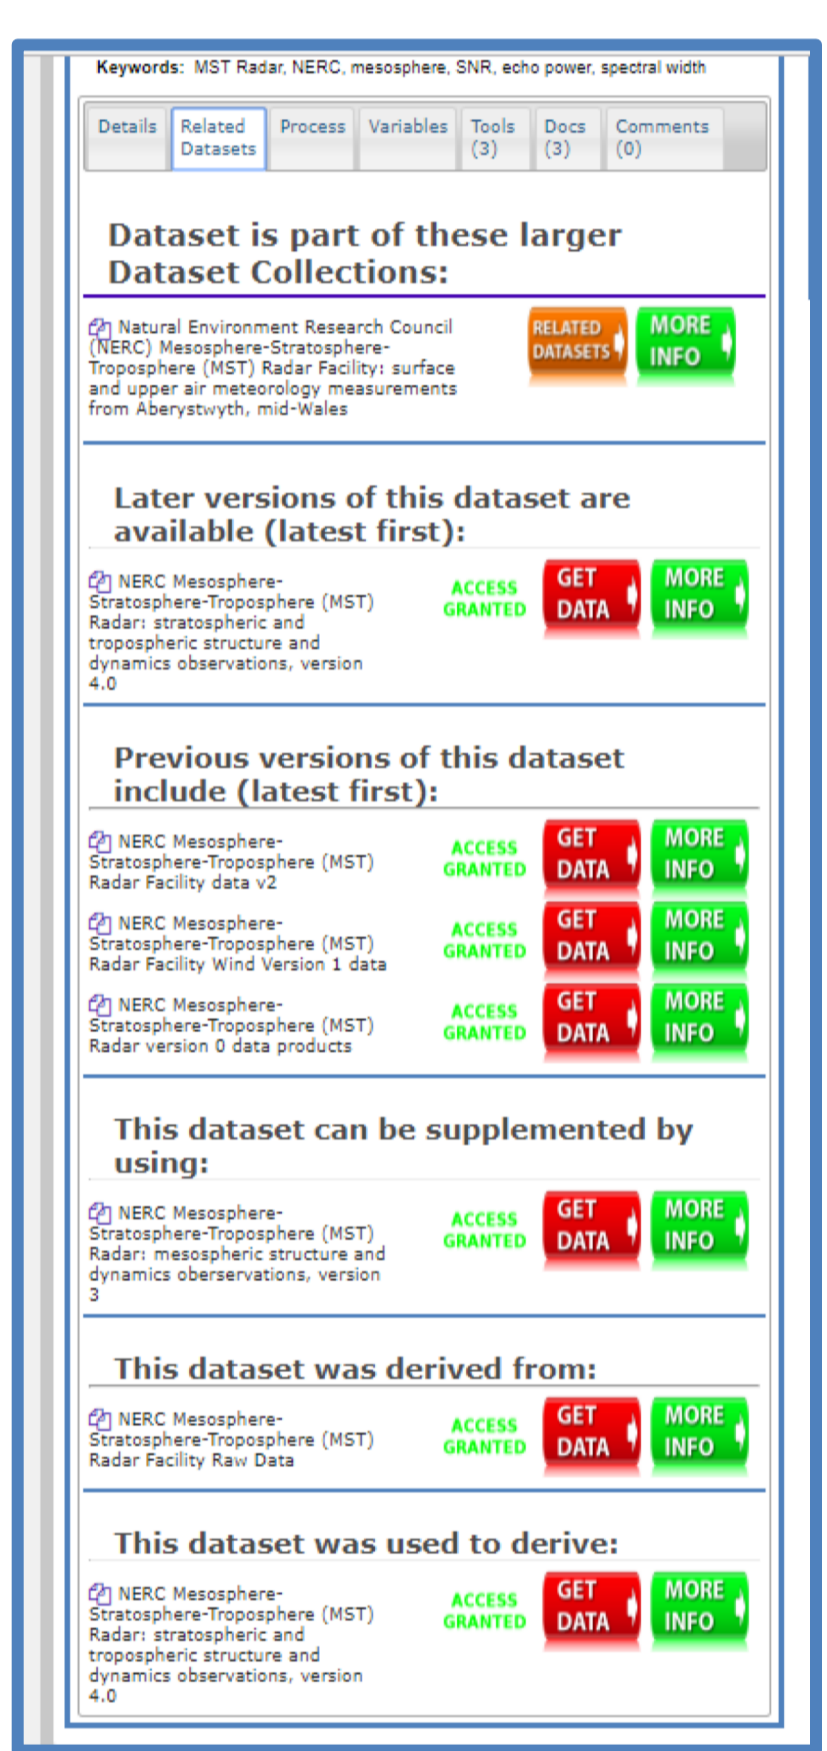 Keywords: MST Radar, NERC, mesosphere, SNR, echo power, spectral width
Details Related Datasets Process Variables Tools (3) Docs (3) Comments (0)
Dataset is part of these larger
Dataset Collections:
Natural Environment Research Council
(NERC) Mesosphere-Stratosphere-
Troposphere (MST) Radar Facility: surface
and upper air meteorology measurements
from Aberystwyth, mid-Wales
RELATED
DATASETS
MORE
INFO
Later versions of this dataset are
available (latest first):
NERC Mesosphere-
Stratosphere-Troposphere (MST)
Radar: stratospheric and
tropospheric structure and
dynamics observations, version
4.0
ACCESS
GRANTED
GET
DATA
MORE
INFO
Previous versions of this dataset
include (latest first):
NERC Mesosphere-
Stratosphere-Troposphere (MST)
Radar Facility data v2
ACCESS
GRANTED
GET
DATA
MORE
INFO
NERC Mesosphere-
Stratosphere-Troposphere (MST)
Radar Facility Wind Version 1 data
ACCESS
GRANTED
GET
DATA
MORE
INFO
NERC Mesosphere-
Stratosphere-Troposphere (MST)
Radar version 0 data products
ACCESS
GRANTED
GET
DATA
MORE
INFO
This dataset can be supplemented by
using:
NERC Mesosphere-
Stratosphere-Troposphere (MST)
Radar: mesospheric structure and
dynamics oberservations, version
3
ACCESS
GRANTED
GET
DATA
MORE
INFO
This dataset was derived from:
NERC Mesosphere-
Stratosphere-Troposphere (MST)
Radar Facility Raw Data
ACCESS
GRANTED
GET
DATA
MORE
INFO
This dataset was used to derive:
NERC Mesosphere-
Stratosphere-Troposphere (MST)
Radar: stratospheric and
tropospheric structure and
dynamics observations, version
4.0
ACCESS
GRANTED
GET
DATA
MORE
INFO